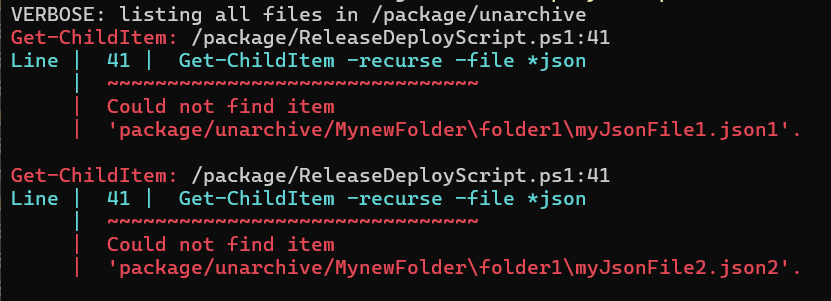 VERBOSE: listing all files in /package/unarchive
Get-ChildItem: /package/ReleaseDeployScript.ps1:41
Line |  41 |  Get-ChildItem -recurse -file *json
     |  ~~~~~~~~~~~~~~~~~~~~~~~~~~~~~~~
     |  Could not find item
     |  'package/unarchive/MynewFolder\folder1\myJsonFile1.json1'.
Get-ChildItem: /package/ReleaseDeployScript.ps1:41
Line |  41 |  Get-ChildItem -recurse -file *json
     |  ~~~~~~~~~~~~~~~~~~~~~~~~~~~~~~~
     |  Could not find item
     |  'package/unarchive/MynewFolder\folder1\myJsonFile2.json2'.